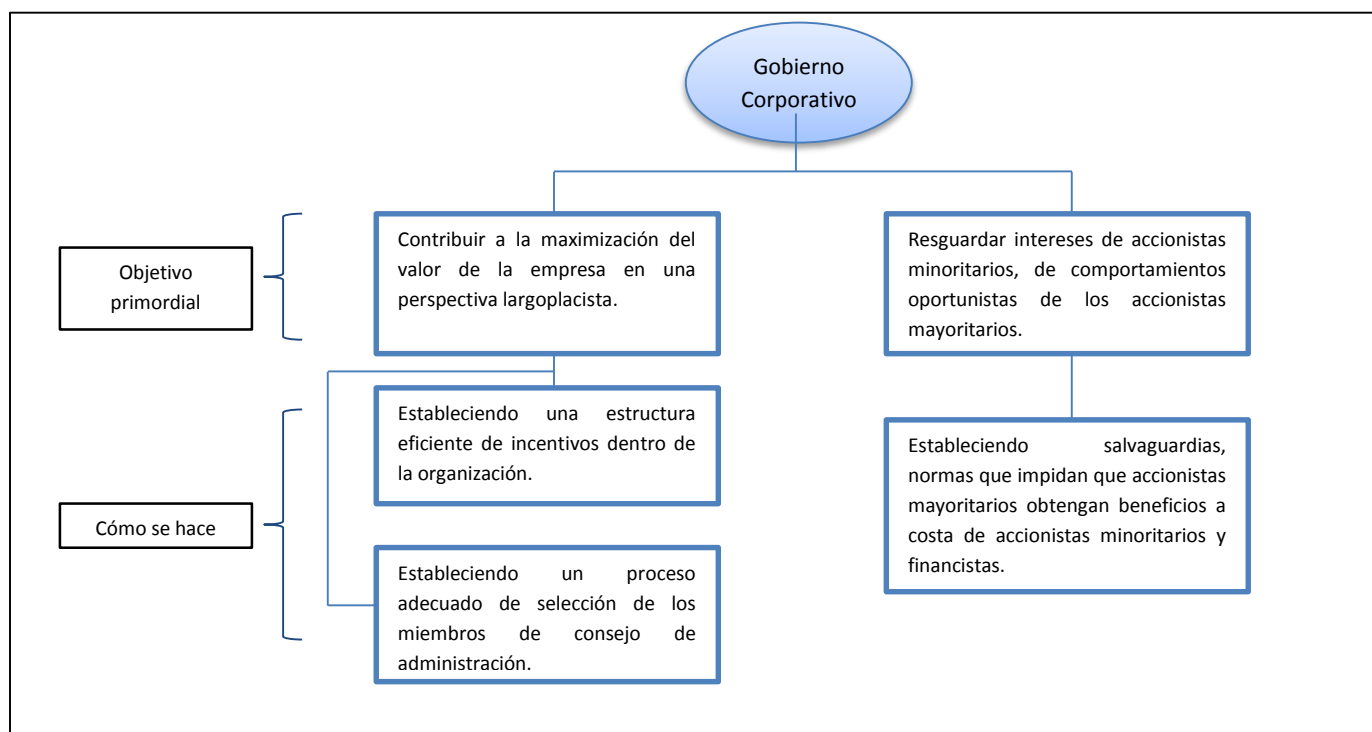 Gobierno
Corporativo
Objetivo
primordial
Contribuir a la maximización del
valor de la empresa en una
perspectiva largoplacista.
Resguardar intereses de accionistas
minoritarios, de comportamientos
oportunistas de los accionistas
mayoritarios.
Cómo se hace
Estableciendo una estructura
eficiente de incentivos dentro de
la organización.
Estableciendo un proceso
adecuado de selección de los
miembros de consejo de
administración.
Estableciendo salvaguardias,
normas que impidan que accionistas
mayoritarios obtengan beneficios a
costa de accionistas minoritarios y
financistas.